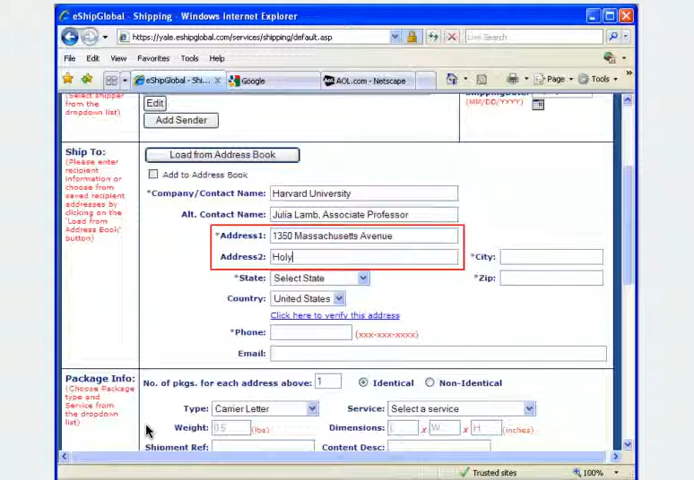 eShipGlobal - Shipping - Windows Internet Explorer
https://yale.eshipglobal.com/services/shipping/default.asp
Live Search
File Edit View Favorites Tools Help
eShipGlobal - Shi... Google AOL.com - Netscape Page Tools
(Select shipper
from the
dropdown list)
Edit
(MM/DD/YYYY)
Add Sender
Ship To:
(Please enter
recipient
information or
choose from
saved recipient
addresses by
clicking on the
'Load from
Address Book'
button)
Load from Address Book
Add to Address Book
*Company/Contact Name: Harvard University
Alt. Contact Name: Julia Lamb, Associate Professor
*Address1: 1350 Massachusetts Avenue
Address2: Holy *City:
*State: Select State *Zip:
Country: United States
Click here to verify this address
*Phone: (xxx-xxx-xxxx)
Email:
Package Info:
(Choose Package
type and
Service from
the dropdown
list)
No. of pkgs. for each address above: 1 Identical Non-Identical
Type: Carrier Letter Service: Select a service
Weight: 0.5 (lbs) Dimensions: L x W x H (inches)
Shipment Ref: Content Desc:
Trusted sites 100%